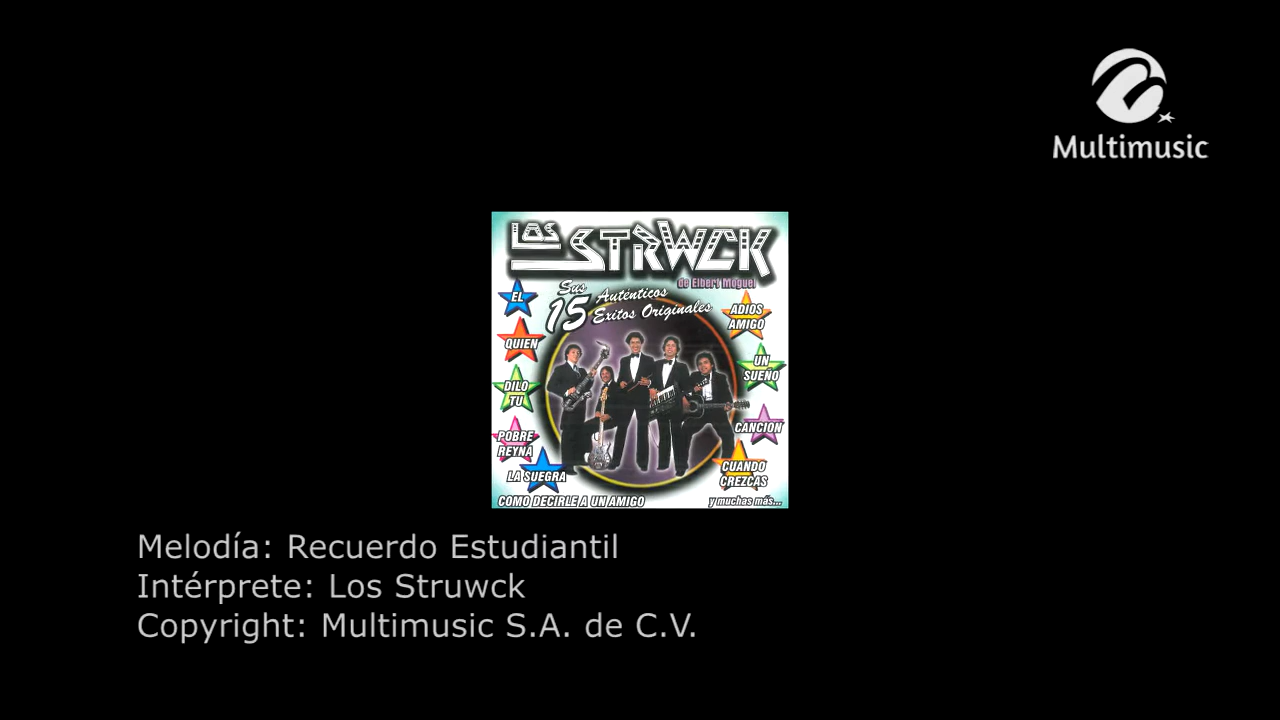 Multimusic
LOS
STRWCK
de Elbert Moguel
Sus
15 Auténticos
Exitos Originales
EL
ADIOS
AMIGO
QUIEN
UN
SUEÑO
DILO
TU
CANCION
POBRE
REYNA
CUANDO
CREZCAS
LA SUEGRA
COMO DECIRLE A UN AMIGO
y muchas más...
Melodía: Recuerdo Estudiantil
Intérprete: Los Struwck
Copyright: Multimusic S.A. de C.V.